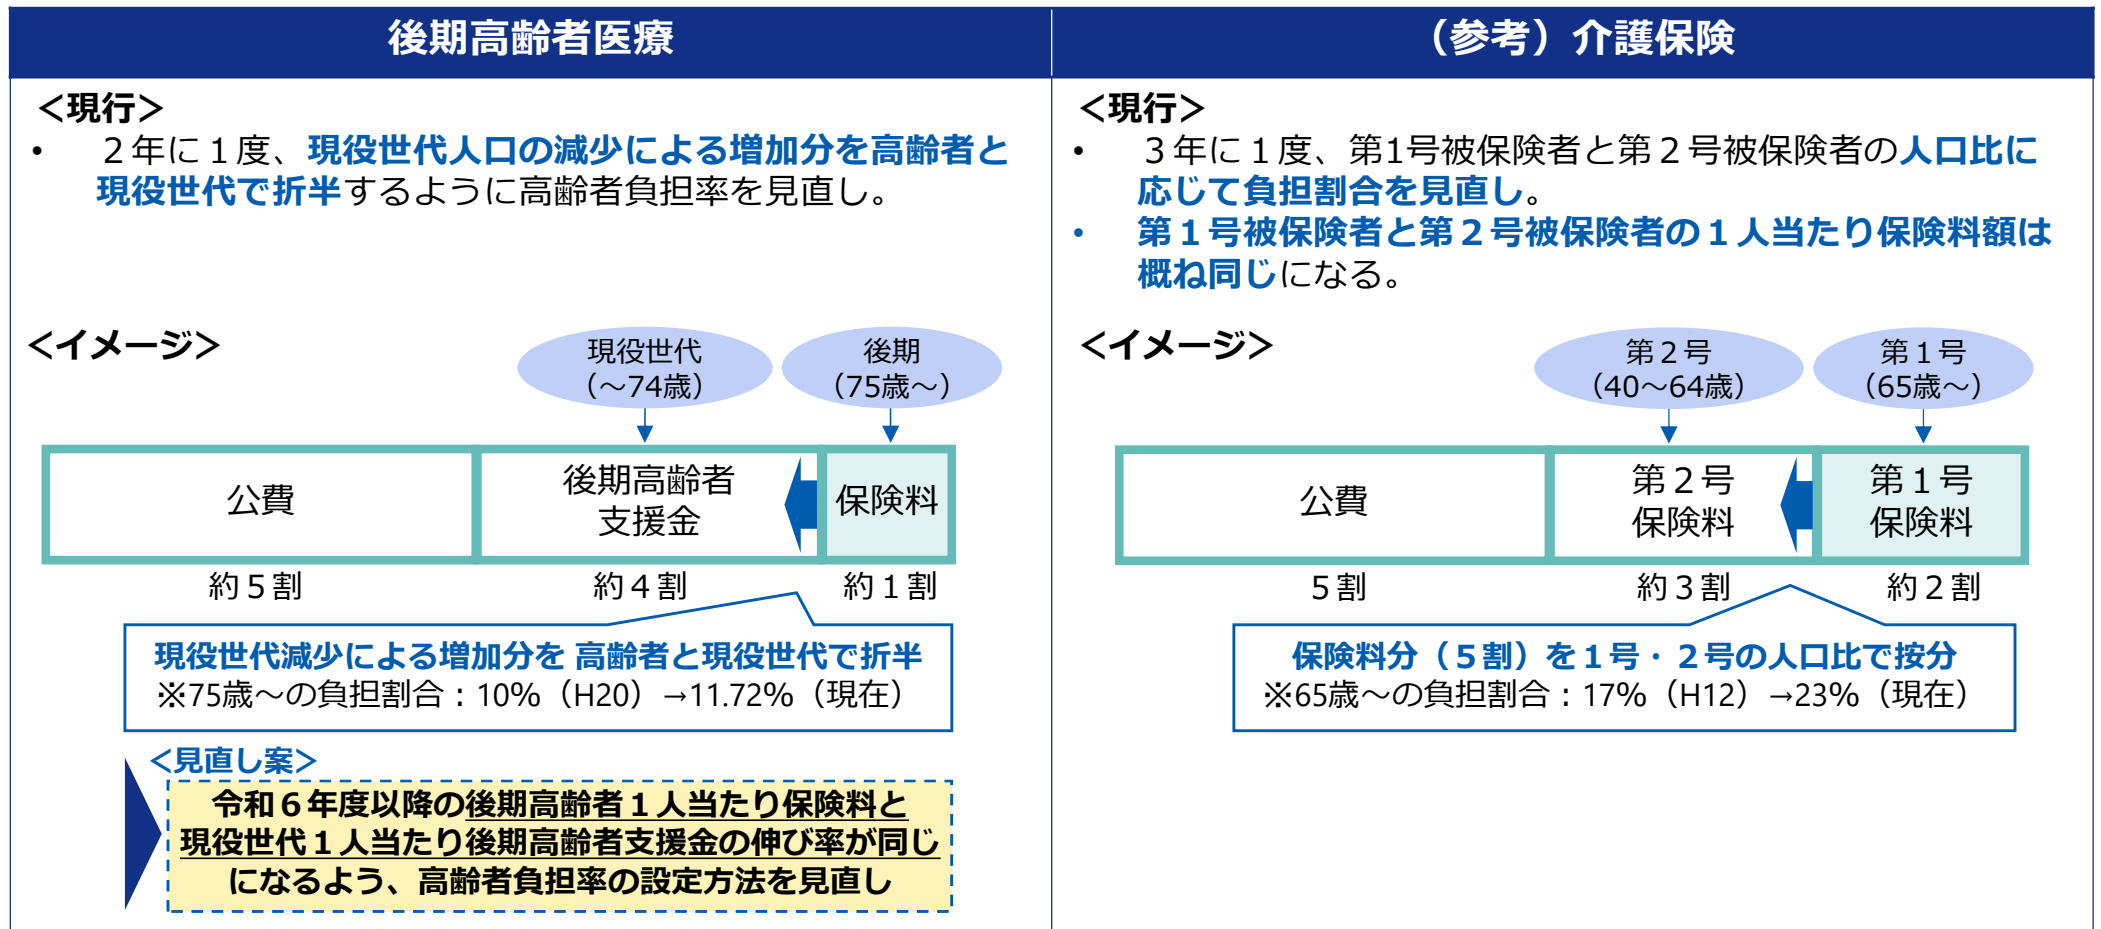 後期高齢者医療
＜現行＞
• ２年に１度、現役世代人口の減少による増加分を高齢者と
現役世代で折半するように高齢者負担率を見直し。
＜イメージ＞
現役世代
（～74歳）
後期
（75歳～）
公費
後期高齢者
支援金
保険料
約５割
約４割
約１割
現役世代減少による増加分を 高齢者と現役世代で折半
※75歳～の負担割合：10%（H20）→11.72%（現在）
＜見直し案＞
令和６年度以降の後期高齢者１人当たり保険料と
現役世代１人当たり後期高齢者支援金の伸び率が同じ
になるよう、高齢者負担率の設定方法を見直し
（参考）介護保険
＜現行＞
• ３年に１度、第1号被保険者と第２号被保険者の人口比に
応じて負担割合を見直し。
• 第１号被保険者と第２号被保険者の１人当たり保険料額は
概ね同じになる。
＜イメージ＞
第２号
（40～64歳）
第１号
（65歳～）
公費
第２号
保険料
第１号
保険料
５割
約３割
約２割
保険料分（５割）を１号・２号の人口比で按分
※65歳～の負担割合：17%（H12）→23%（現在）